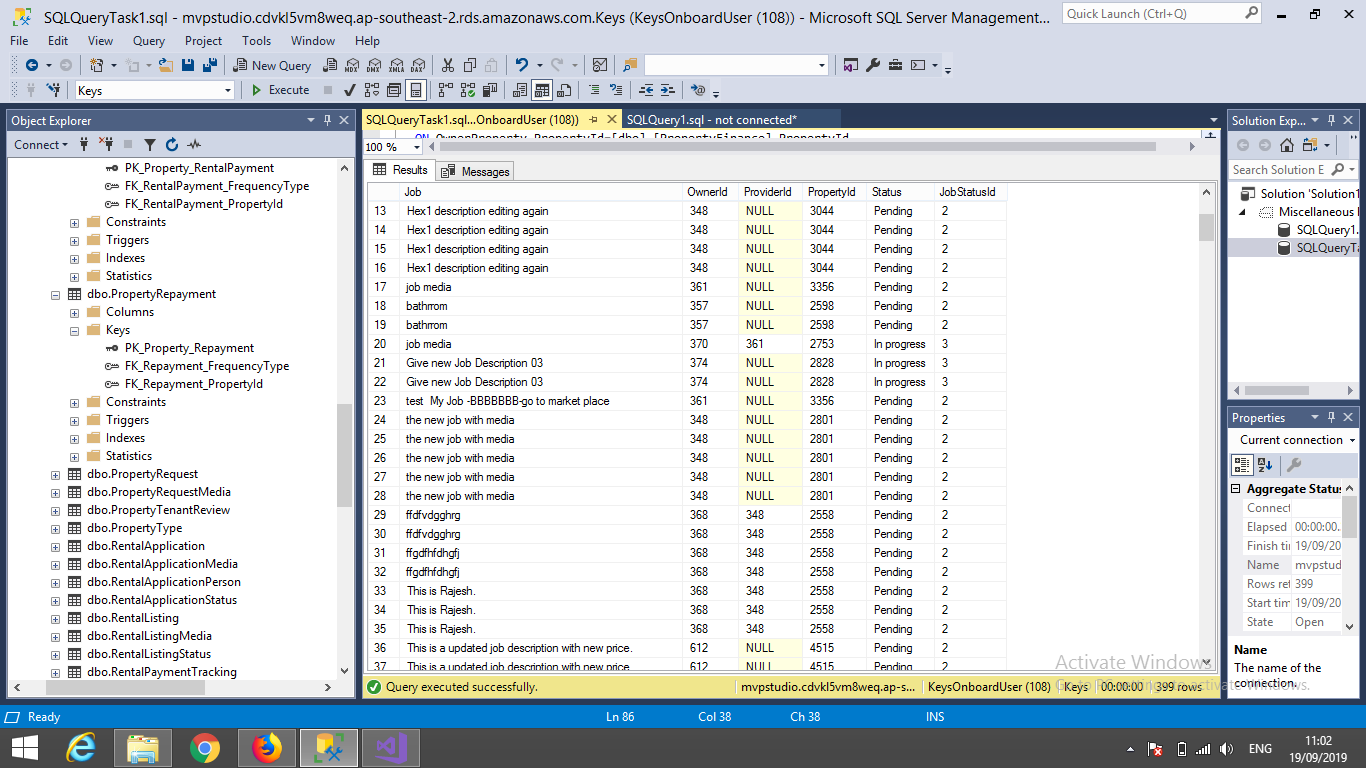 SQLQueryTask1.sql - mvpstudio.cdvkl5vm8weq.ap-southeast-2.rds.amazonaws.com.Keys (KeysOnboardUser (108)) - Microsoft SQL Server Management...
Quick Launch (Ctrl+Q)
File Edit View Query Project Tools Window Help
New Query MDX DMX XMLA DAX
Keys Execute
Object Explorer
Connect
PK_Property_RentalPayment
FK_RentalPayment_FrequencyType
FK_RentalPayment_PropertyId
Constraints
Triggers
Indexes
Statistics
dbo.PropertyRepayment
Columns
Keys
PK_Property_Repayment
FK_Repayment_FrequencyType
FK_Repayment_PropertyId
Constraints
Triggers
Indexes
Statistics
dbo.PropertyRequest
dbo.PropertyRequestMedia
dbo.PropertyTenantReview
dbo.PropertyType
dbo.RentalApplication
dbo.RentalApplicationMedia
dbo.RentalApplicationPerson
dbo.RentalApplicationStatus
dbo.RentalListing
dbo.RentalListingMedia
dbo.RentalListingStatus
dbo.RentalPaymentTracking
SQLQueryTask1.sql...OnboardUser (108)) SQLQuery1.sql - not connected*
ON OwnerProperty.PropertyId=[dbo].[PropertyFinance].PropertyId
100 %
Results Messages
Job OwnerId ProviderId PropertyId Status JobStatusId
13 Hex1 description editing again 348 NULL 3044 Pending 2
14 Hex1 description editing again 348 NULL 3044 Pending 2
15 Hex1 description editing again 348 NULL 3044 Pending 2
16 Hex1 description editing again 348 NULL 3044 Pending 2
17 job media 361 NULL 3356 Pending 2
18 bathrrom 357 NULL 2598 Pending 2
19 bathrrom 357 NULL 2598 Pending 2
20 job media 370 361 2753 In progress 3
21 Give new Job Description 03 374 NULL 2828 In progress 3
22 Give new Job Description 03 374 NULL 2828 In progress 3
23 test My Job -BBBBBBB-go to market place 361 NULL 3356 Pending 2
24 the new job with media 348 NULL 2801 Pending 2
25 the new job with media 348 NULL 2801 Pending 2
26 the new job with media 348 NULL 2801 Pending 2
27 the new job with media 348 NULL 2801 Pending 2
28 the new job with media 348 NULL 2801 Pending 2
29 ffdfvdgghrg 368 348 2558 Pending 2
30 ffdfvdgghrg 368 348 2558 Pending 2
31 ffgdfhfdhgfj 368 348 2558 Pending 2
32 ffgdfhfdhgfj 368 348 2558 Pending 2
33 This is Rajesh. 368 348 2558 Pending 2
34 This is Rajesh. 368 348 2558 Pending 2
35 This is Rajesh. 368 348 2558 Pending 2
36 This is a updated job description with new price. 612 NULL 4515 Pending 2
37 This is a updated job description with new price. 612 NULL 4515 Pending 2
Query executed successfully. mvpstudio.cdvkl5vm8weq.ap-s... KeysOnboardUser (108) Keys 00:00:00 399 rows
Solution Exp...
Search Solution E
Solution 'Solution1
Miscellaneous
SQLQuery1.
SQLQueryTa
Properties
Current connection
Aggregate Status
Connect
Elapsed 00:00:00.
Finish ti 19/09/20
Name mvpstud
Rows ret 399
Start tim 19/09/20
State Open
Name
The name of the
connection.
Activate Windows
Go to PC settings to activate Windows.
Ready Ln 86 Col 38 Ch 38 INS
ENG
11:02
19/09/2019